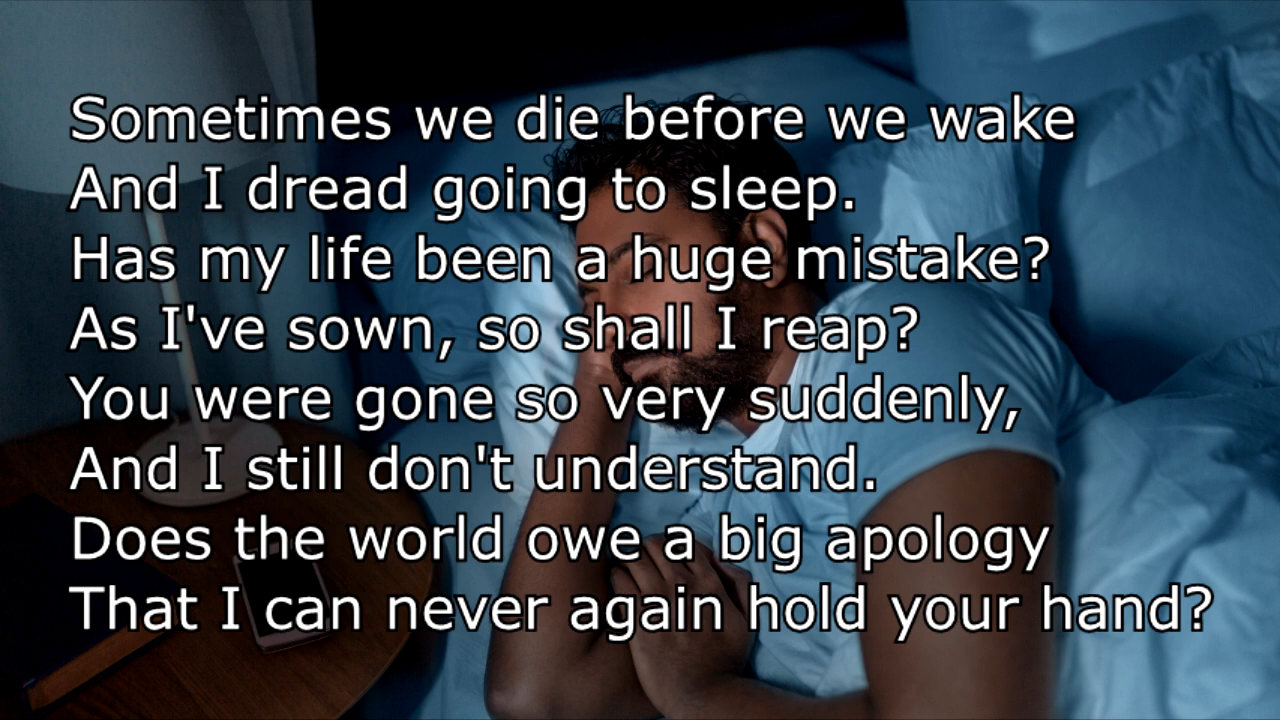 Sometimes we die before we wake
And I dread going to sleep.
Has my life been a huge mistake?
As I've sown, so shall I reap?
You were gone so very suddenly,
And I still don't understand.
Does the world owe a big apology
That I can never again hold your hand?